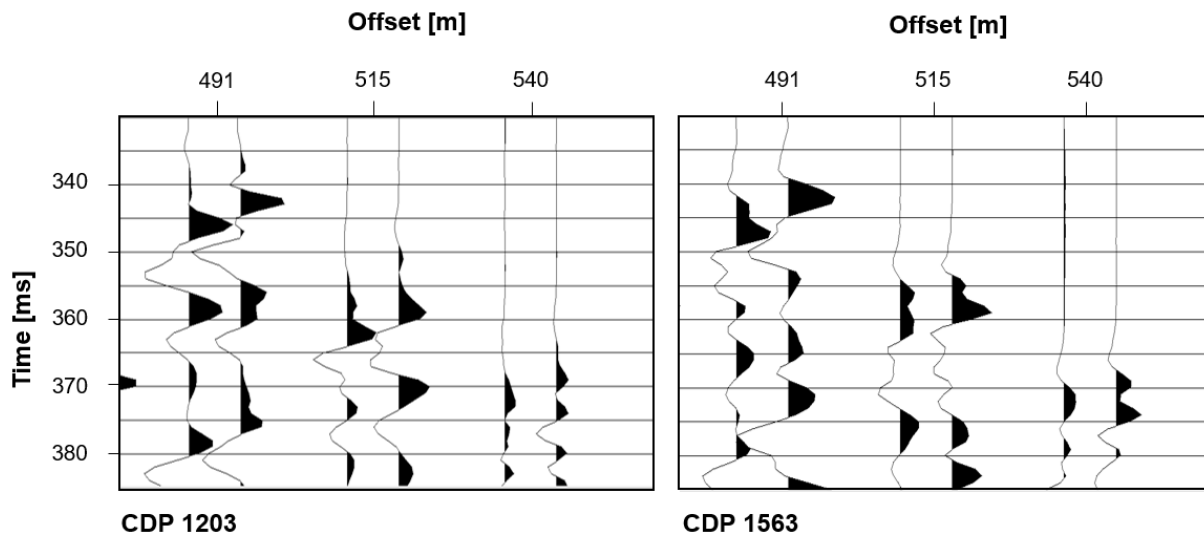 Offset [m]
Offset [m]
491 515 540
491 515 540
Time [ms]
340
350
360
370
380
CDP 1203
CDP 1563